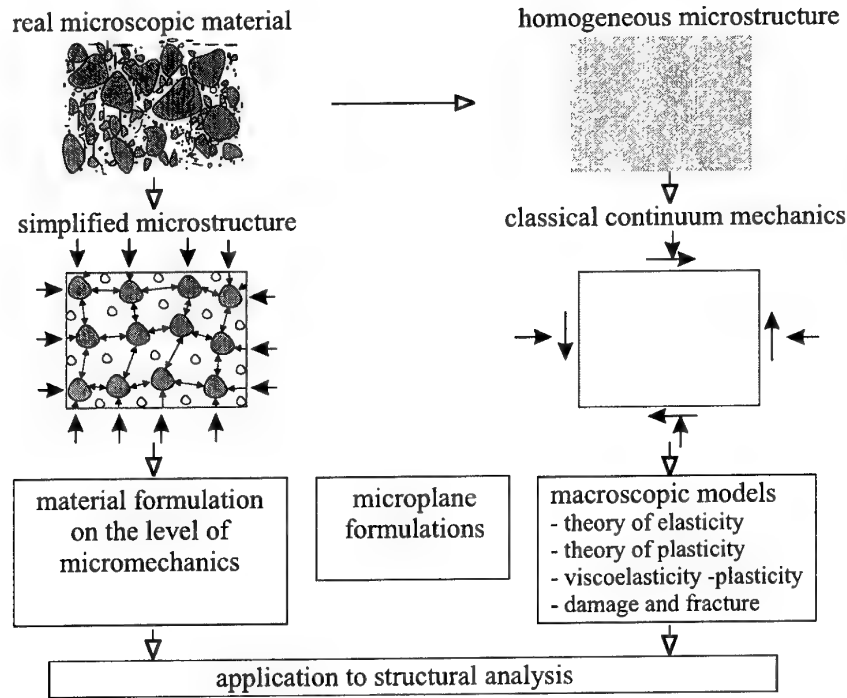 real microscopic material
homogeneous microstructure
simplified microstructure
classical continuum mechanics
material formulation
on the level of
micromechanics
microplane
formulations
macroscopic models
- theory of elasticity
- theory of plasticity
- viscoelasticity -plasticity
- damage and fracture
application to structural analysis